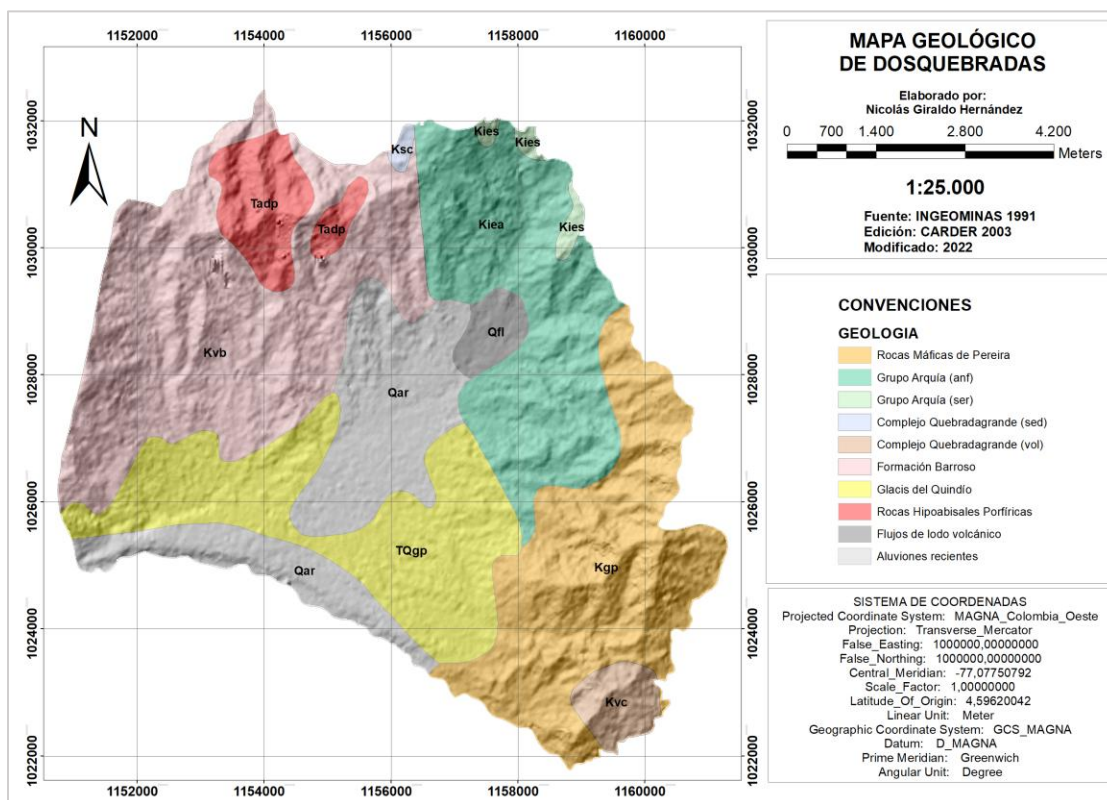 1152000 1154000 1156000 1158000 1160000
1032000
1030000
1028000
1026000
1024000
1022000
N
Tadp
Tadp
Ksc
Kies
Kies
Kiea
Kies
Kvb
Qfl
Qar
TQgp
Qar
Kgp
Kvc
1032000
1030000
1028000
1026000
1024000
1022000
1152000 1154000 1156000 1158000 1160000
MAPA GEOLÓGICO
DE DOSQUEBRADAS
Elaborado por:
Nicolás Giraldo Hernández
0 700 1.400 2.800 4.200
Meters
1:25.000
Fuente: INGEOMINAS 1991
Edición: CARDER 2003
Modificado: 2022
CONVENCIONES
GEOLOGIA
Rocas Máficas de Pereira
Grupo Arquía (anf)
Grupo Arquía (ser)
Complejo Quebradagrande (sed)
Complejo Quebradagrande (vol)
Formación Barroso
Glacis del Quindío
Rocas Hipoabisales Porfíricas
Flujos de lodo volcánico
Aluviones recientes
SISTEMA DE COORDENADAS
Projected Coordinate System: MAGNA_Colombia_Oeste
Projection: Transverse_Mercator
False_Easting: 1000000,00000000
False_Northing: 1000000,00000000
Central_Meridian: -77,07750792
Scale_Factor: 1,00000000
Latitude_Of_Origin: 4,59620042
Linear Unit: Meter
Geographic Coordinate System: GCS_MAGNA
Datum: D_MAGNA
Prime Meridian: Greenwich
Angular Unit: Degree